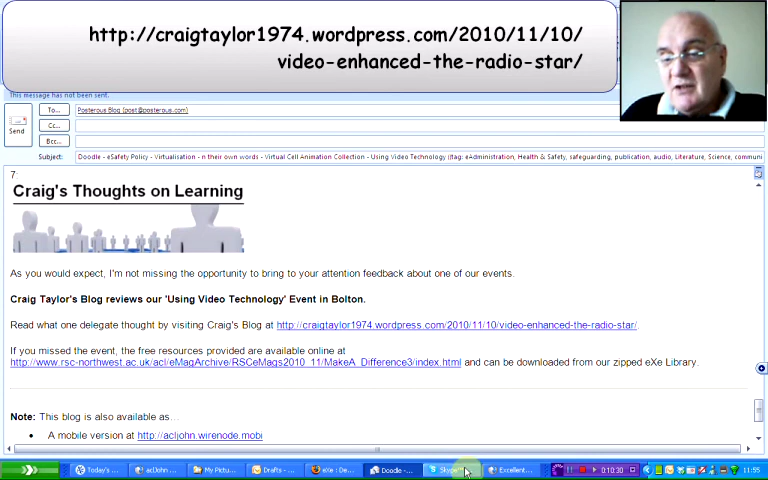 http://craigtaylor1974.wordpress.com/2010/11/10/
video-enhanced-the-radio-star/
This message has not been sent.
Send
To...
Posterous Blog (post@posterous.com)
Cc...
Bcc...
Subject:
Doodle - eSafety Policy - Virtualisation - n their own words - Virtual Cell Animation Collection - Using Video Technology ((tag: eAdministration, Health & Safety, safeguarding, publication, audio, Literature, Science, communi
7:
Craig's Thoughts on Learning
As you would expect, I'm not missing the opportunity to bring to your attention feedback about one of our events.
Craig Taylor's Blog reviews our 'Using Video Technology' Event in Bolton.
Read what one delegate thought by visiting Craig's Blog at http://craigtaylor1974.wordpress.com/2010/11/10/video-enhanced-the-radio-star/.
If you missed the event, the free resources provided are available online at
http://www.rsc-northwest.ac.uk/acl/eMagArchive/RSCeMags2010_11/MakeA_Difference3/index.html and can be downloaded from our zipped eXe Library.
Note: This blog is also available as…
• A mobile version at http://acljohn.wirenode.mobi
Today's ... aclJohn ... My Pictu... Drafts - ... eXe : De... Doodle -... Skype™ Excellent... 0:10:30 11:55